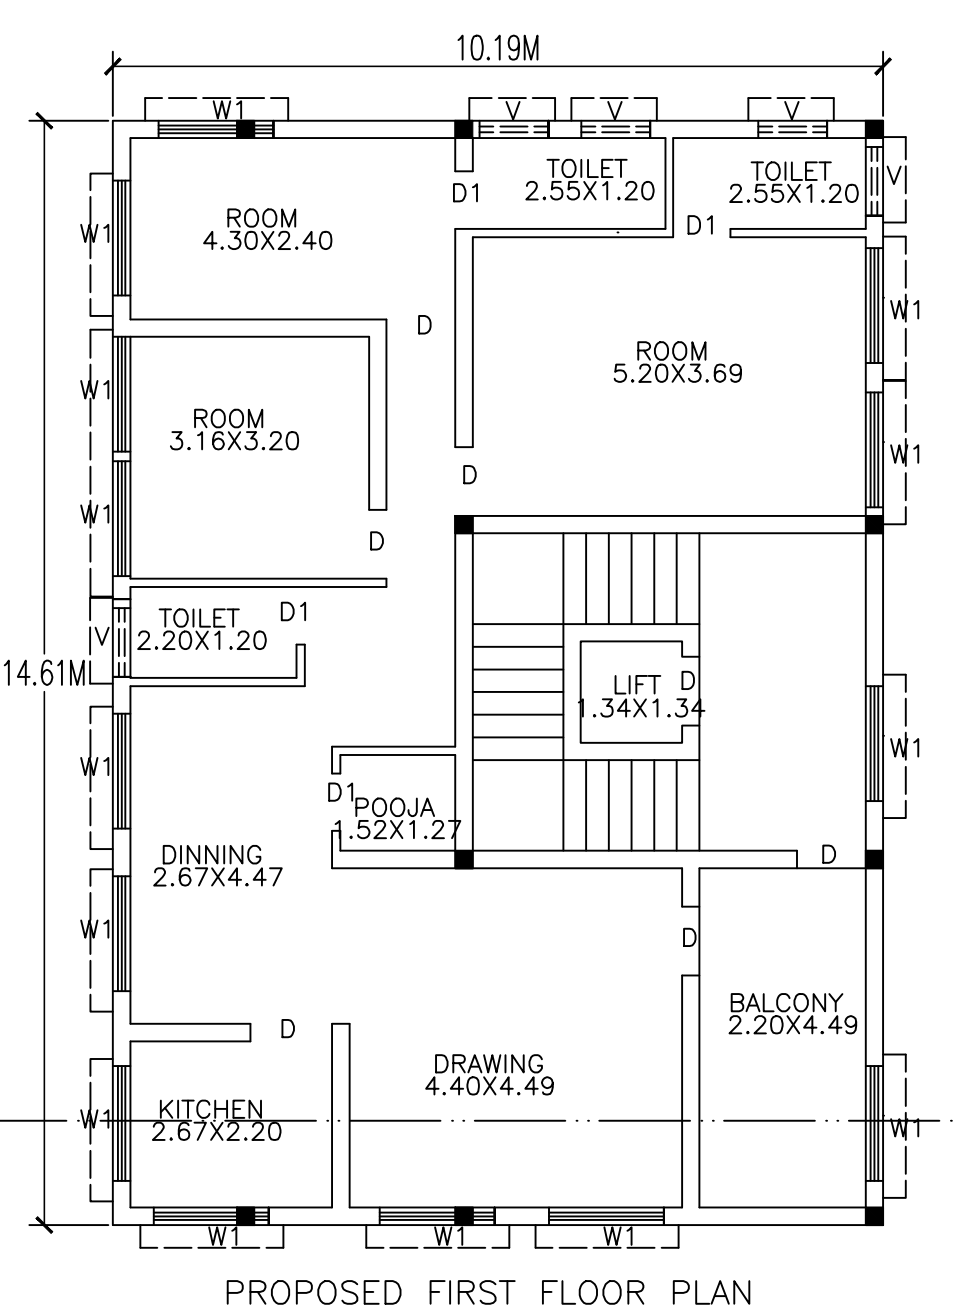 10.19M
W1
V
V
V
TOILET
2.55X1.20
TOILET
2.55X1.20
V
D1
D1
ROOM
4.30X2.40
W1
W1
D
ROOM
5.20X3.69
W1
ROOM
3.16X3.20
W1
D
W1
D
TOILET
2.20X1.20
D1
V
14.61M
LIFT
1.34X1.34
D
W1
W1
D1
POOJA
1.52X1.27
DINNING
2.67X4.47
D
W1
D
BALCONY
2.20X4.49
D
DRAWING
4.40X4.49
KITCHEN
2.67X2.20
W1
W1
W1
W1
W1
PROPOSED FIRST FLOOR PLAN